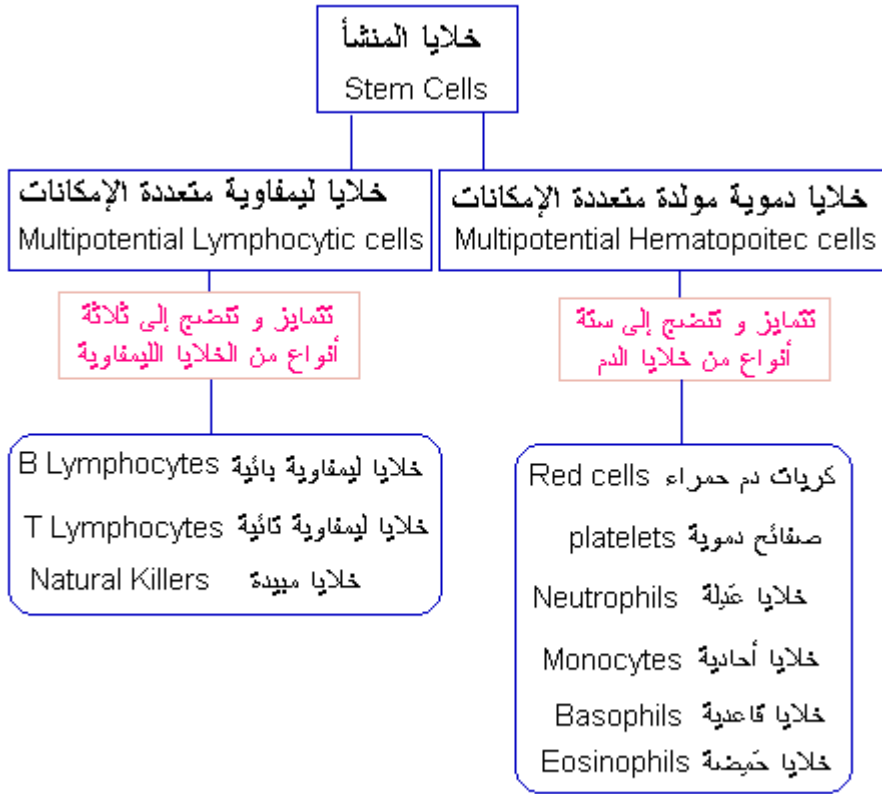 خلايا المنشأ
Stem Cells
خلايا ليمفاوية متعددة الإمكانات
Multipotential Lymphocytic cells
تتمايز و تتضج إلى ثلاثة
أنواع من الخلايا الليمفاوية
B Lymphocytes خلايا ليمفاوية بائية
T Lymphocytes خلايا ليمفاوية تائية
Natural Killers خلايا مبيدة
خلايا دموية مولدة متعددة الإمكانات
Multipotential Hematopoitec cells
تتمايز و تتضج إلى ستة
أنواع من خلايا الدم
Red cells كريات دم حمراء
platelets صفائح دموية
Neutrophils خلايا عَدِلة
Monocytes خلايا أحادية
Basophils خلايا قاعدية
Eosinophils خلايا حَمِضة